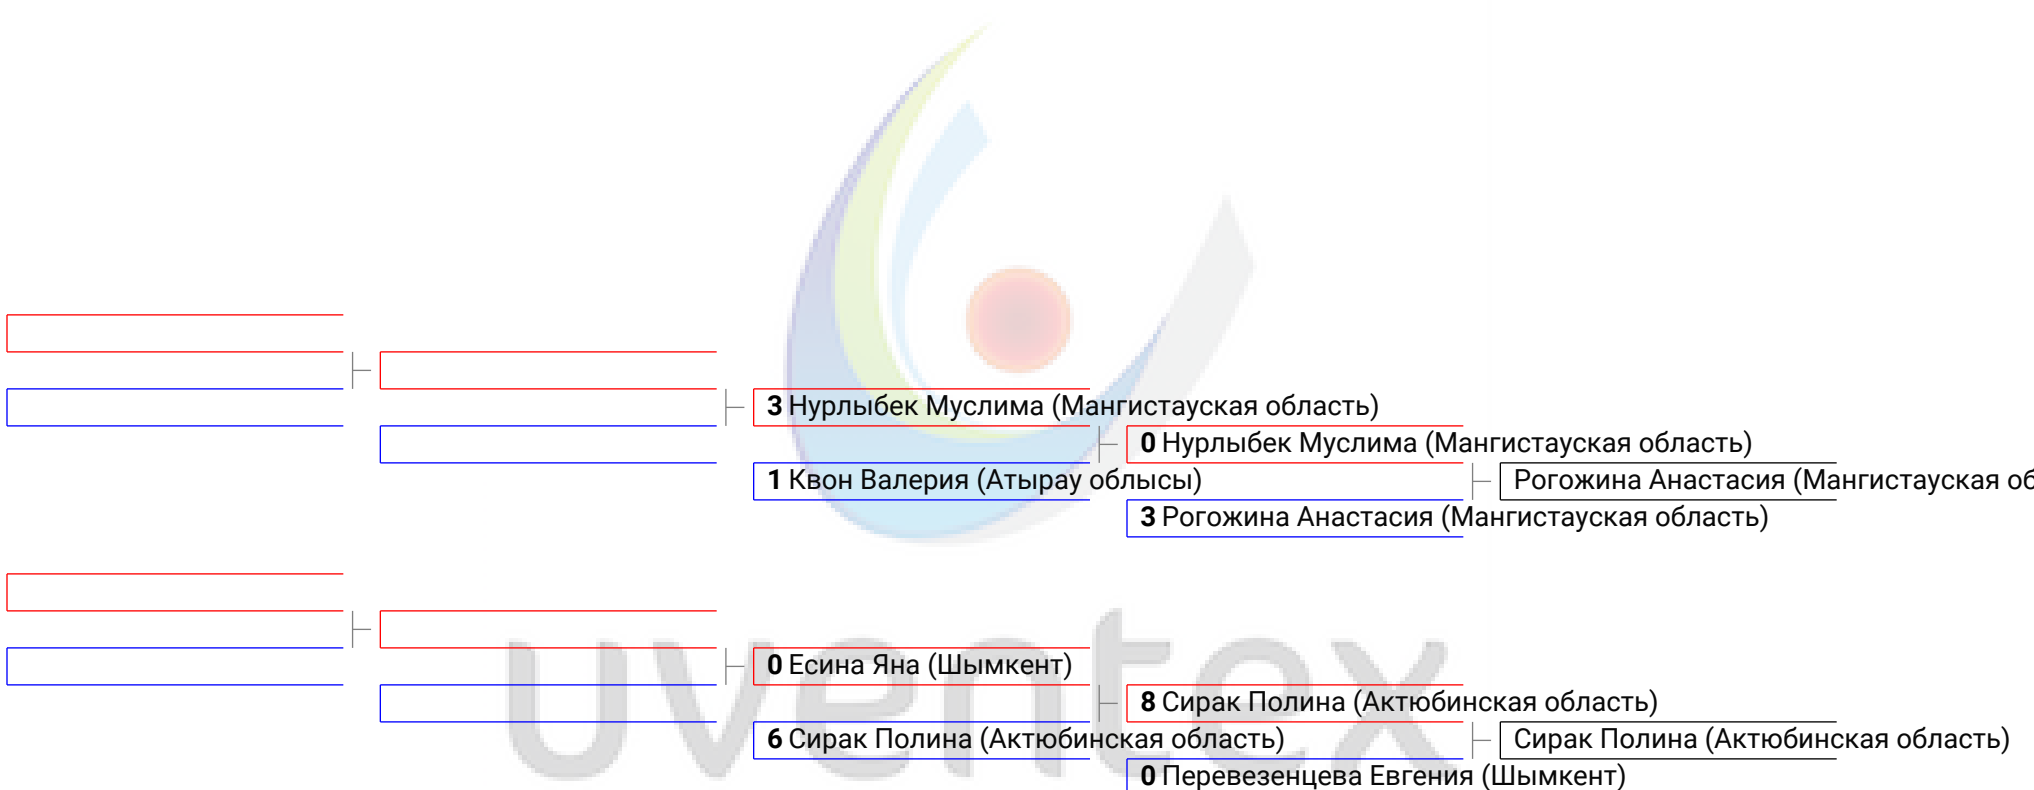 3 Нурлыбек Муслима (Мангистауская область)
0 Нурлыбек Муслима (Мангистауская область)
1 Квон Валерия (Атырау облысы)
Рогожина Анастасия (Мангистауская об
3 Рогожина Анастасия (Мангистауская область)
0 Есина Яна (Шымкент)
8 Сирак Полина (Актюбинская область)
6 Сирак Полина (Актюбинская область)
Сирак Полина (Актюбинская область)
0 Перевезенцева Евгения (Шымкент)
uventex